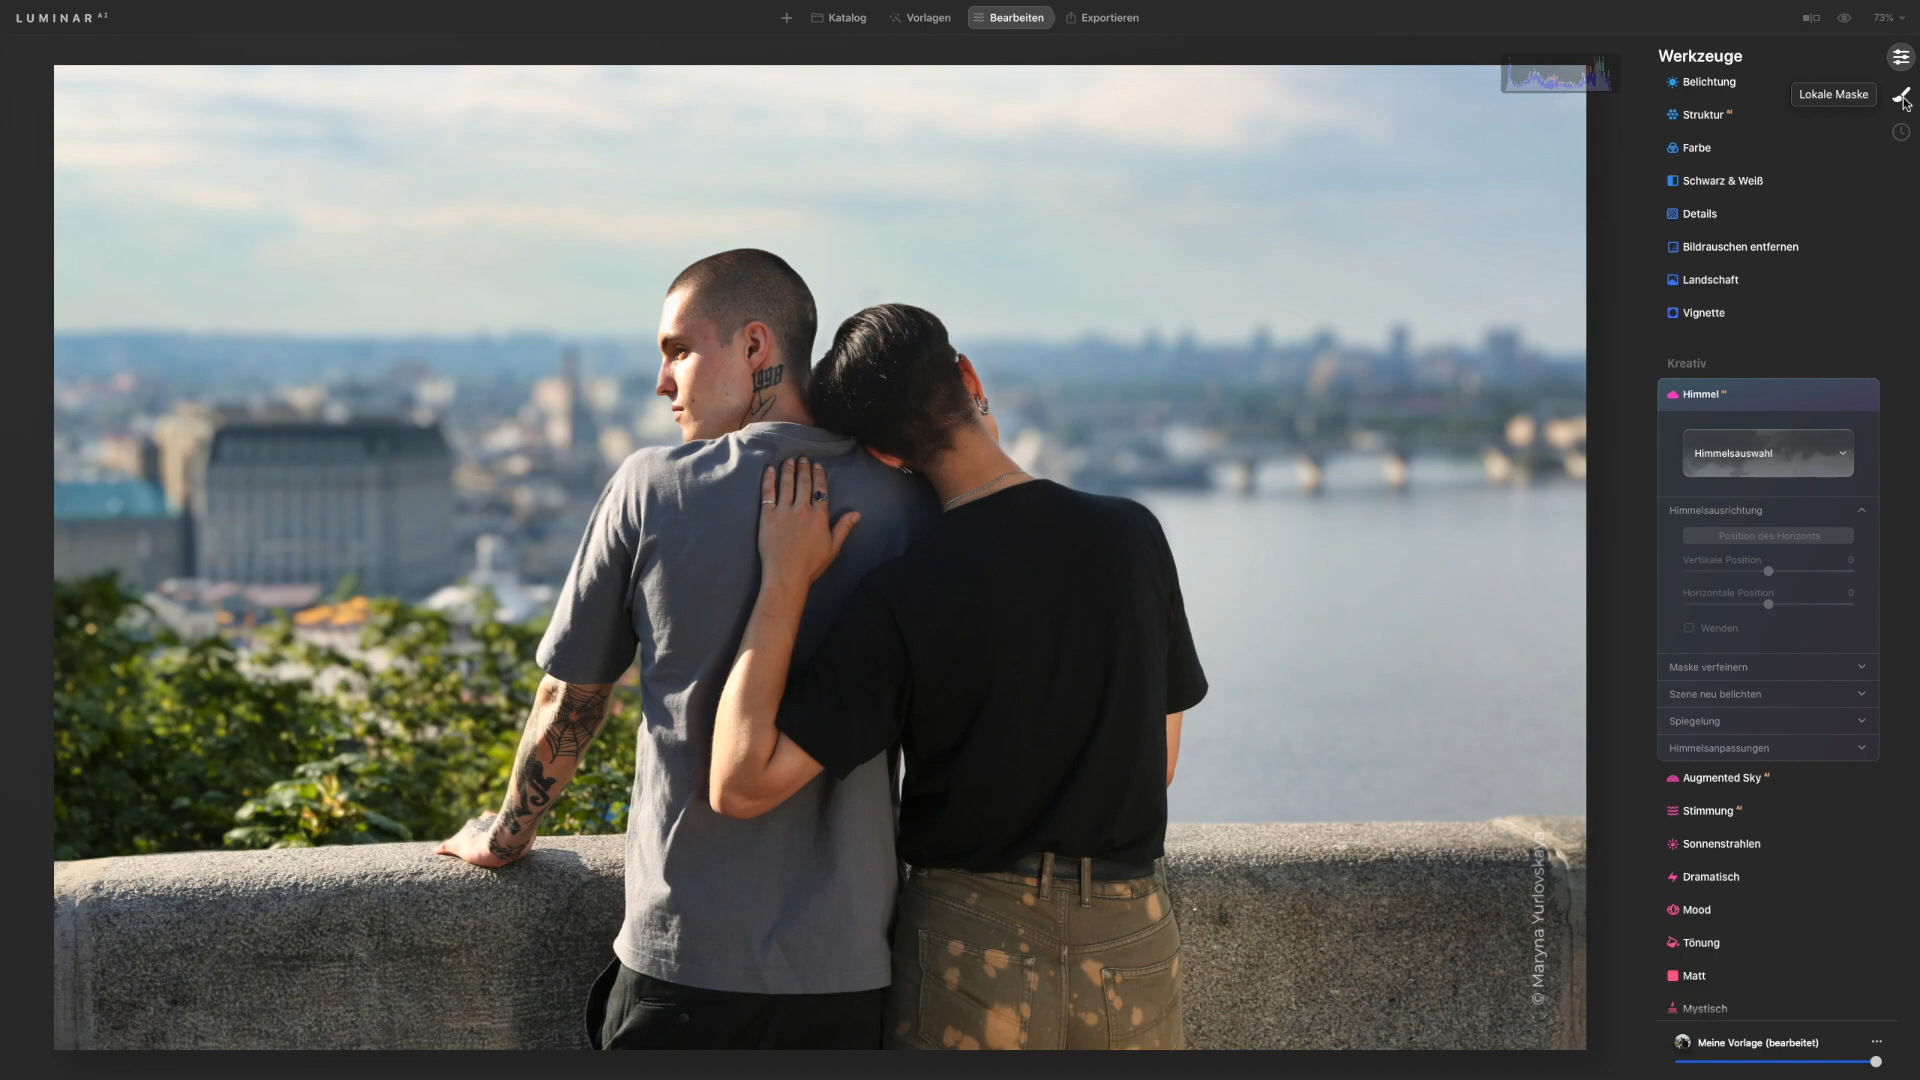 LUMINAR AI
Katalog
Vorlagen
Bearbeiten
Exportieren
73%
Werkzeuge
Belichtung
Lokale Maske
Struktur AI
Farbe
Schwarz & Weiß
Details
Bildrauschen entfernen
Landschaft
Vignette
Kreativ
Himmel AI
Himmelsauswahl
Himmelsausrichtung
Position des Horizonts
Vertikale Position 0
Horizontale Position 0
Wenden
Maske verfeinern
Szene neu belichten
Spiegelung
Himmelsanpassungen
Augmented Sky AI
Stimmung AI
Sonnenstrahlen
Dramatisch
Mood
Tönung
Matt
Mystisch
Meine Vorlage (bearbeitet)
1998
© Maryna Yurlovskaya